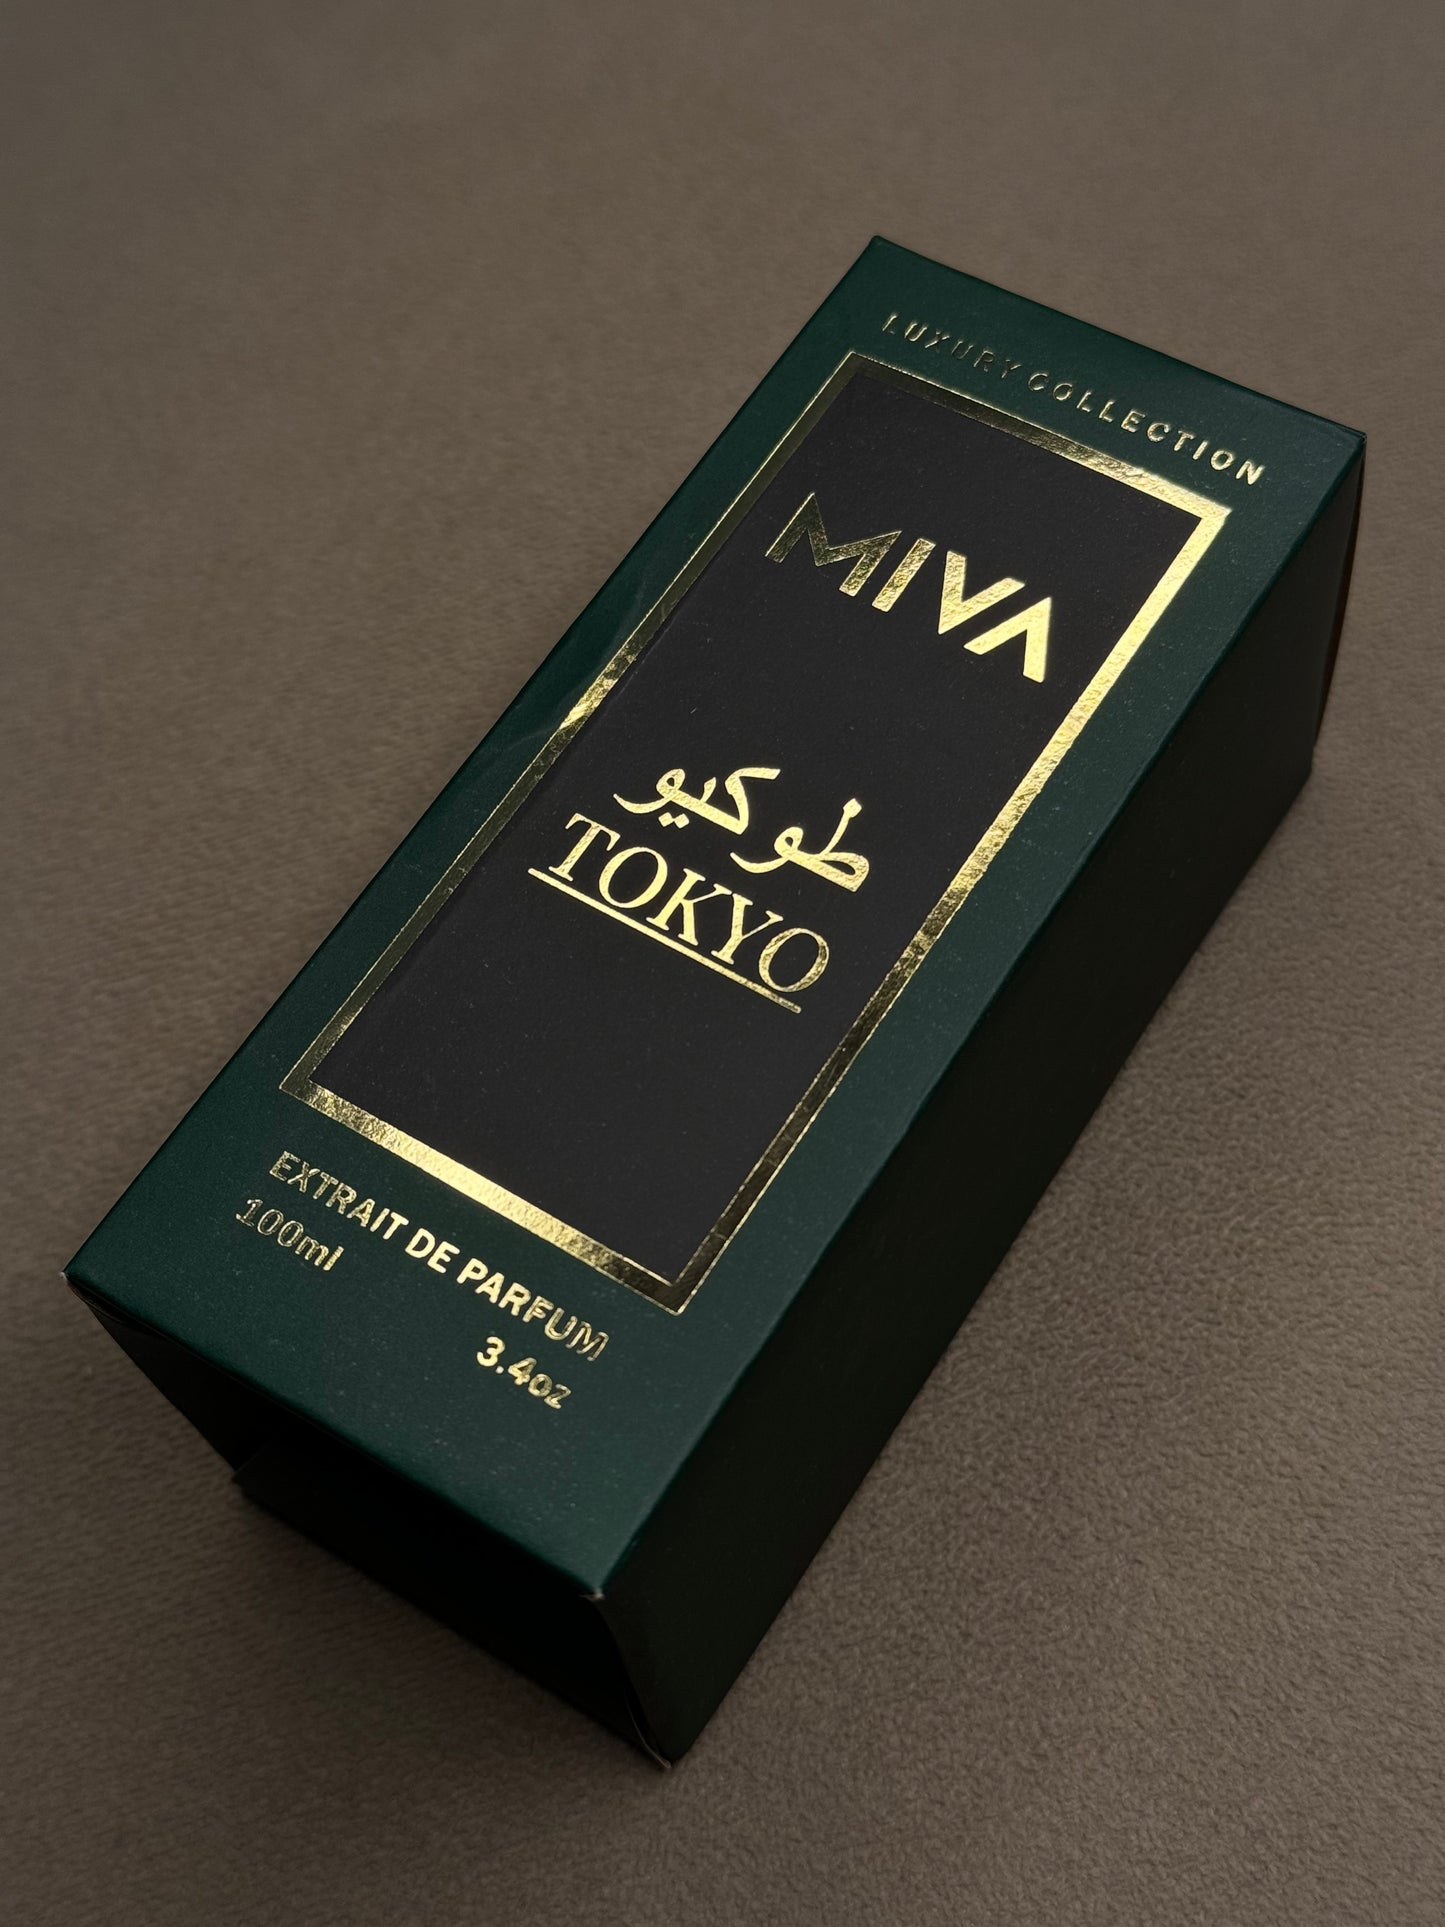 LUXURY COLLECTION
MIVA
طوكيو
TOKYO
EXTRAIT DE PARFUM
100ml 3.4oz